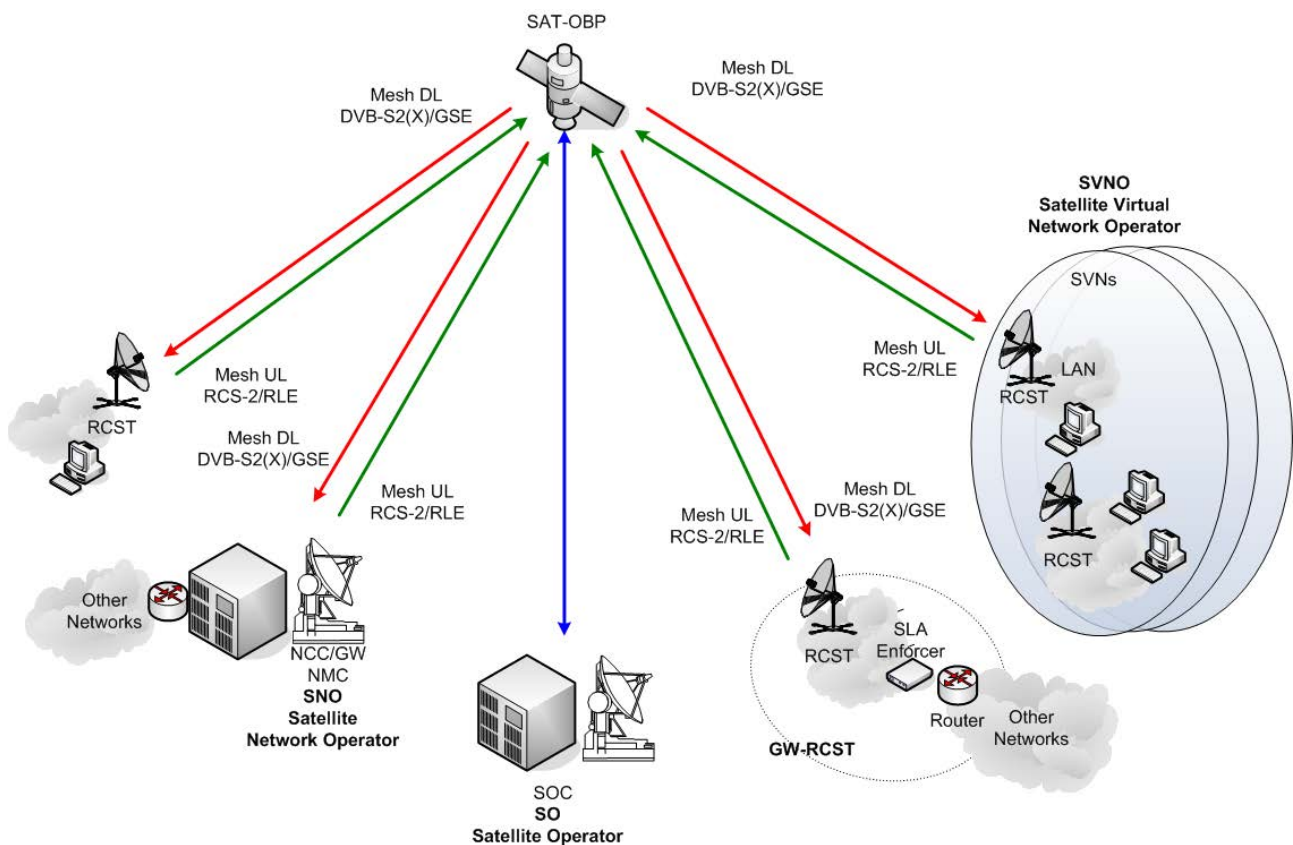 SAT-OBP
Mesh DL
DVB-S2(X)/GSE
Mesh DL
DVB-S2(X)/GSE
SVNO
Satellite Virtual
Network Operator
SVNs
Mesh UL
RCS-2/RLE
LAN
RCST
RCST
Mesh UL
RCS-2/RLE
RCST
Mesh DL
DVB-S2(X)/GSE
Mesh UL
RCS-2/RLE
Mesh DL
DVB-S2(X)/GSE
Mesh UL
RCS-2/RLE
Other
Networks
NCC/GW
NMC
SNO
Satellite
Network Operator
RCST
SLA
Enforcer
Router
Other
Networks
GW-RCST
SOC
SO
Satellite Operator